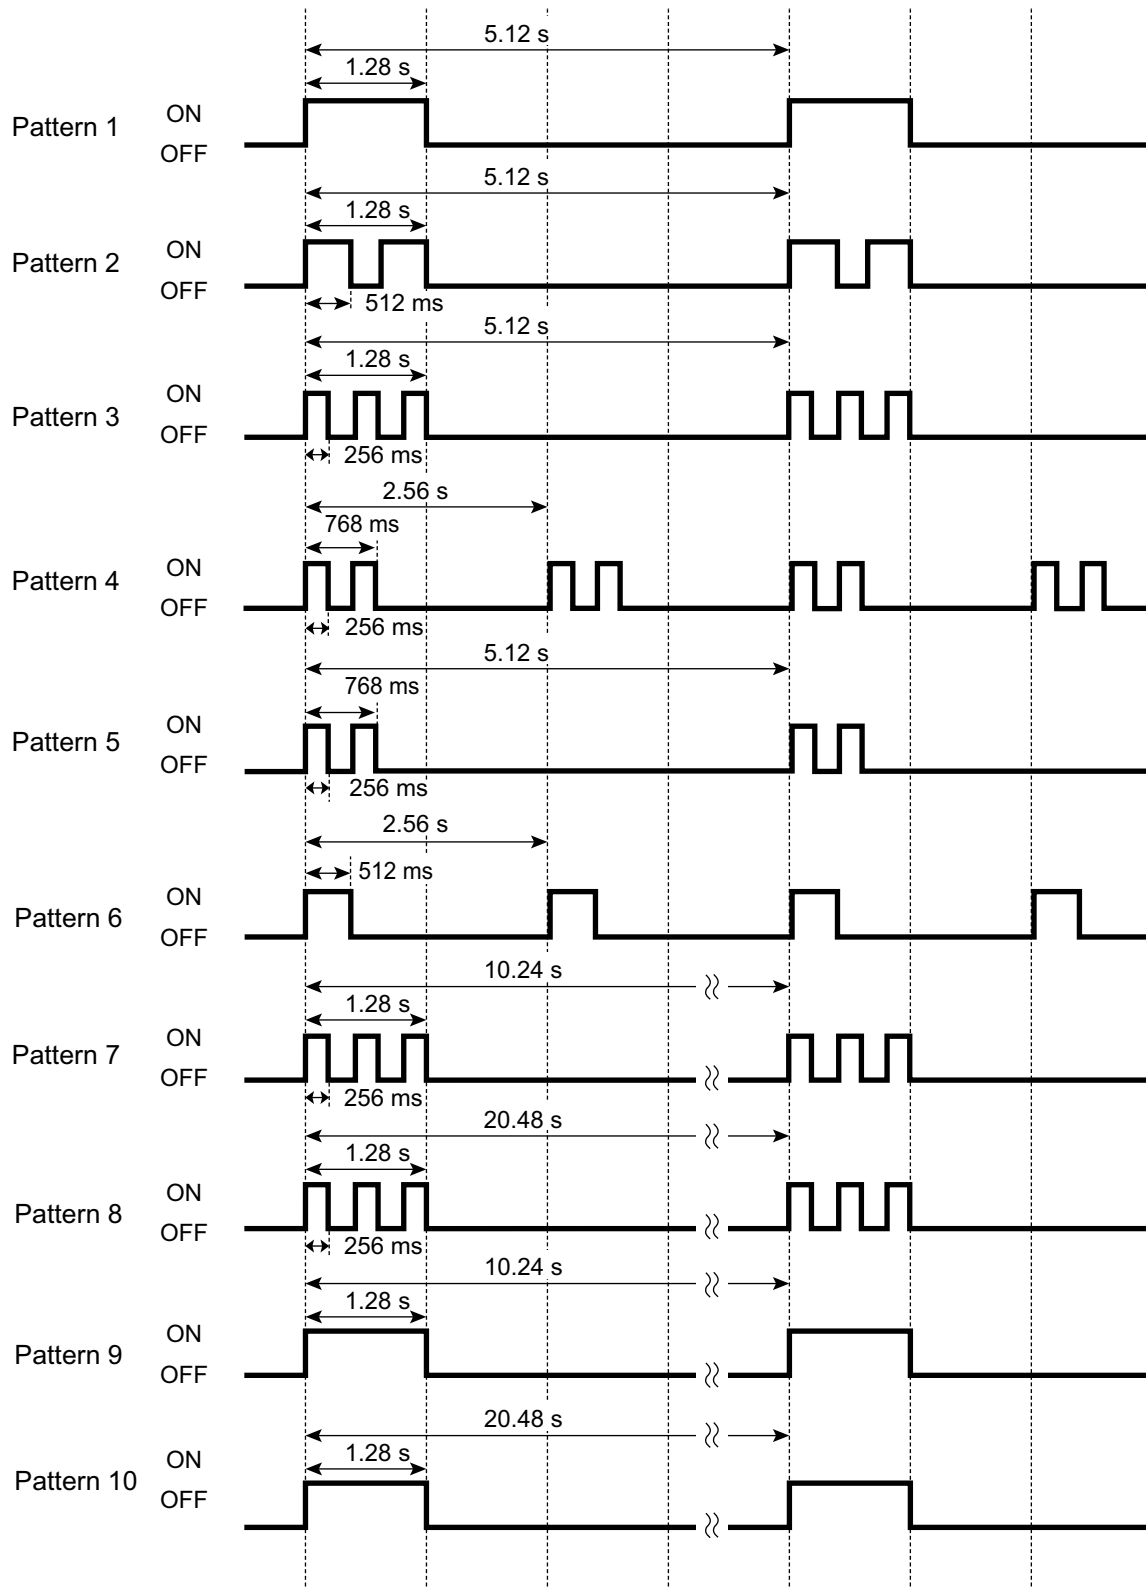 5.12 s
1.28 s
Pattern 1 ON
OFF
5.12 s
1.28 s
Pattern 2 ON
OFF
512 ms
5.12 s
1.28 s
Pattern 3 ON
OFF
256 ms
2.56 s
768 ms
Pattern 4 ON
OFF
256 ms
5.12 s
768 ms
Pattern 5 ON
OFF
256 ms
2.56 s
512 ms
Pattern 6 ON
OFF
10.24 s
1.28 s
Pattern 7 ON
OFF
256 ms
20.48 s
1.28 s
Pattern 8 ON
OFF
256 ms
10.24 s
1.28 s
Pattern 9 ON
OFF
20.48 s
1.28 s
Pattern 10 ON
OFF